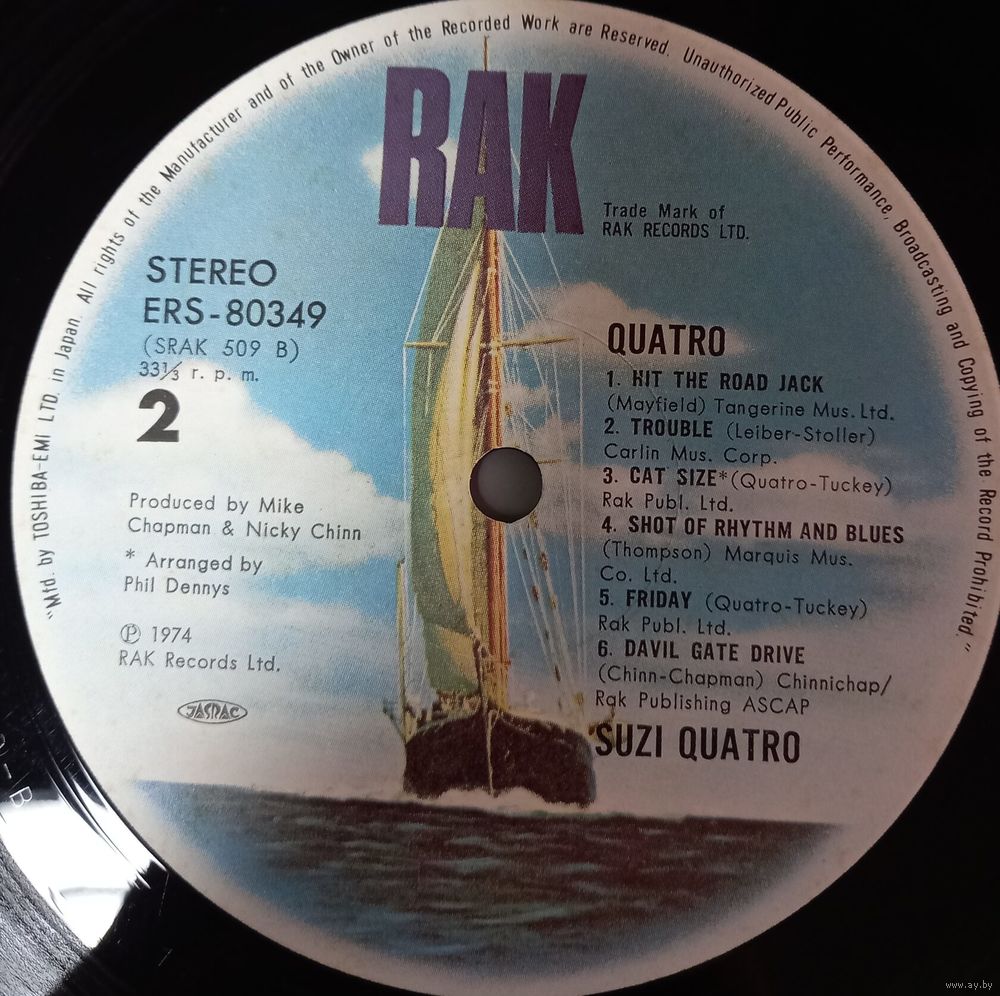 "Mfd. by TOSHIBA-EMI LTD. in Japan. All rights of the Manufacturer and of the Owner of the Recorded Work are Reserved. Unauthorized Public Performance, Broadcasting and Copying of the Record Prohibited."
RAK
Trade Mark of
RAK RECORDS LTD.
STEREO
ERS-80349
(SRAK 509 B)
33⅓ r. p. m.
2
Produced by Mike
Chapman & Nicky Chinn
* Arranged by
Phil Dennys
Ⓟ 1974
RAK Records Ltd.
JASRAC
QUATRO
1. HIT THE ROAD JACK
(Mayfield) Tangerine Mus. Ltd.
2. TROUBLE (Leiber-Stoller)
Carlin Mus. Corp.
3. CAT SIZE*(Quatro-Tuckey)
Rak Publ. Ltd.
4. SHOT OF RHYTHM AND BLUES
(Thompson) Marquis Mus.
Co. Ltd.
5. FRIDAY (Quatro-Tuckey)
Rak Publ. Ltd.
6. DAVIL GATE DRIVE
(Chinn-Chapman) Chinnichap/
Rak Publishing ASCAP
SUZI QUATRO
www.ay.by